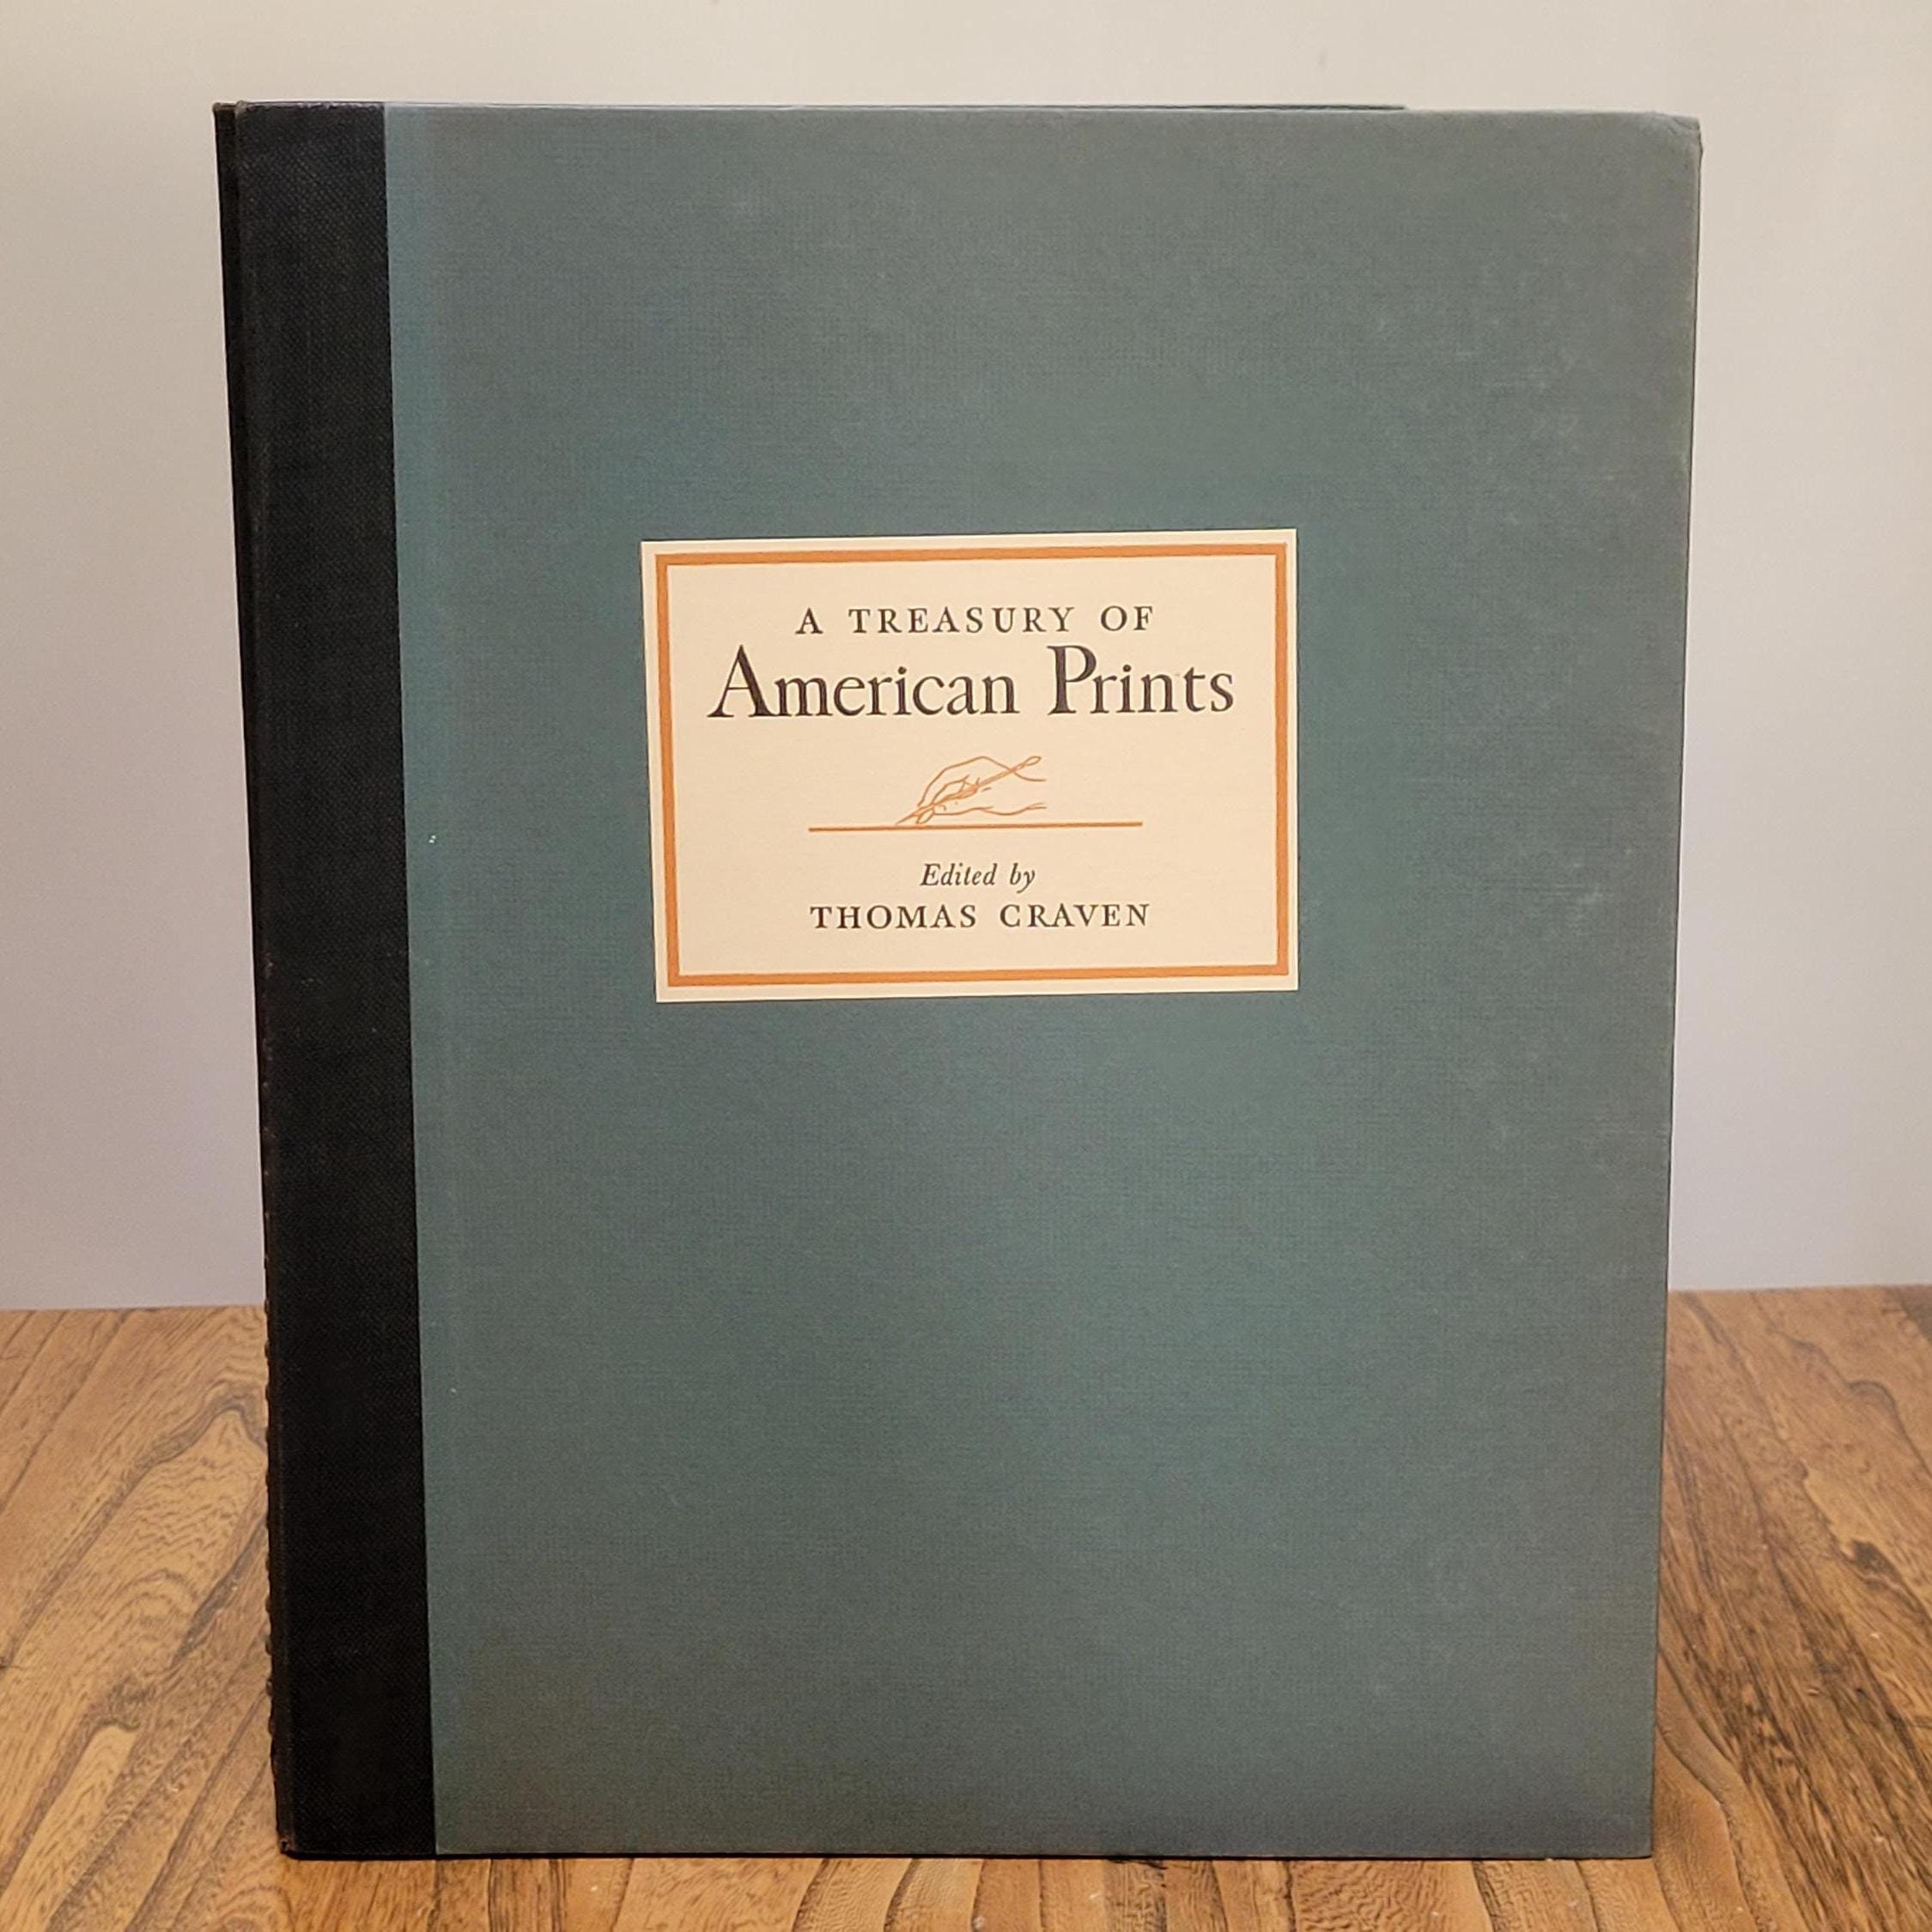 A TREASURY OF
American Prints
Edited by
THOMAS CRAVEN